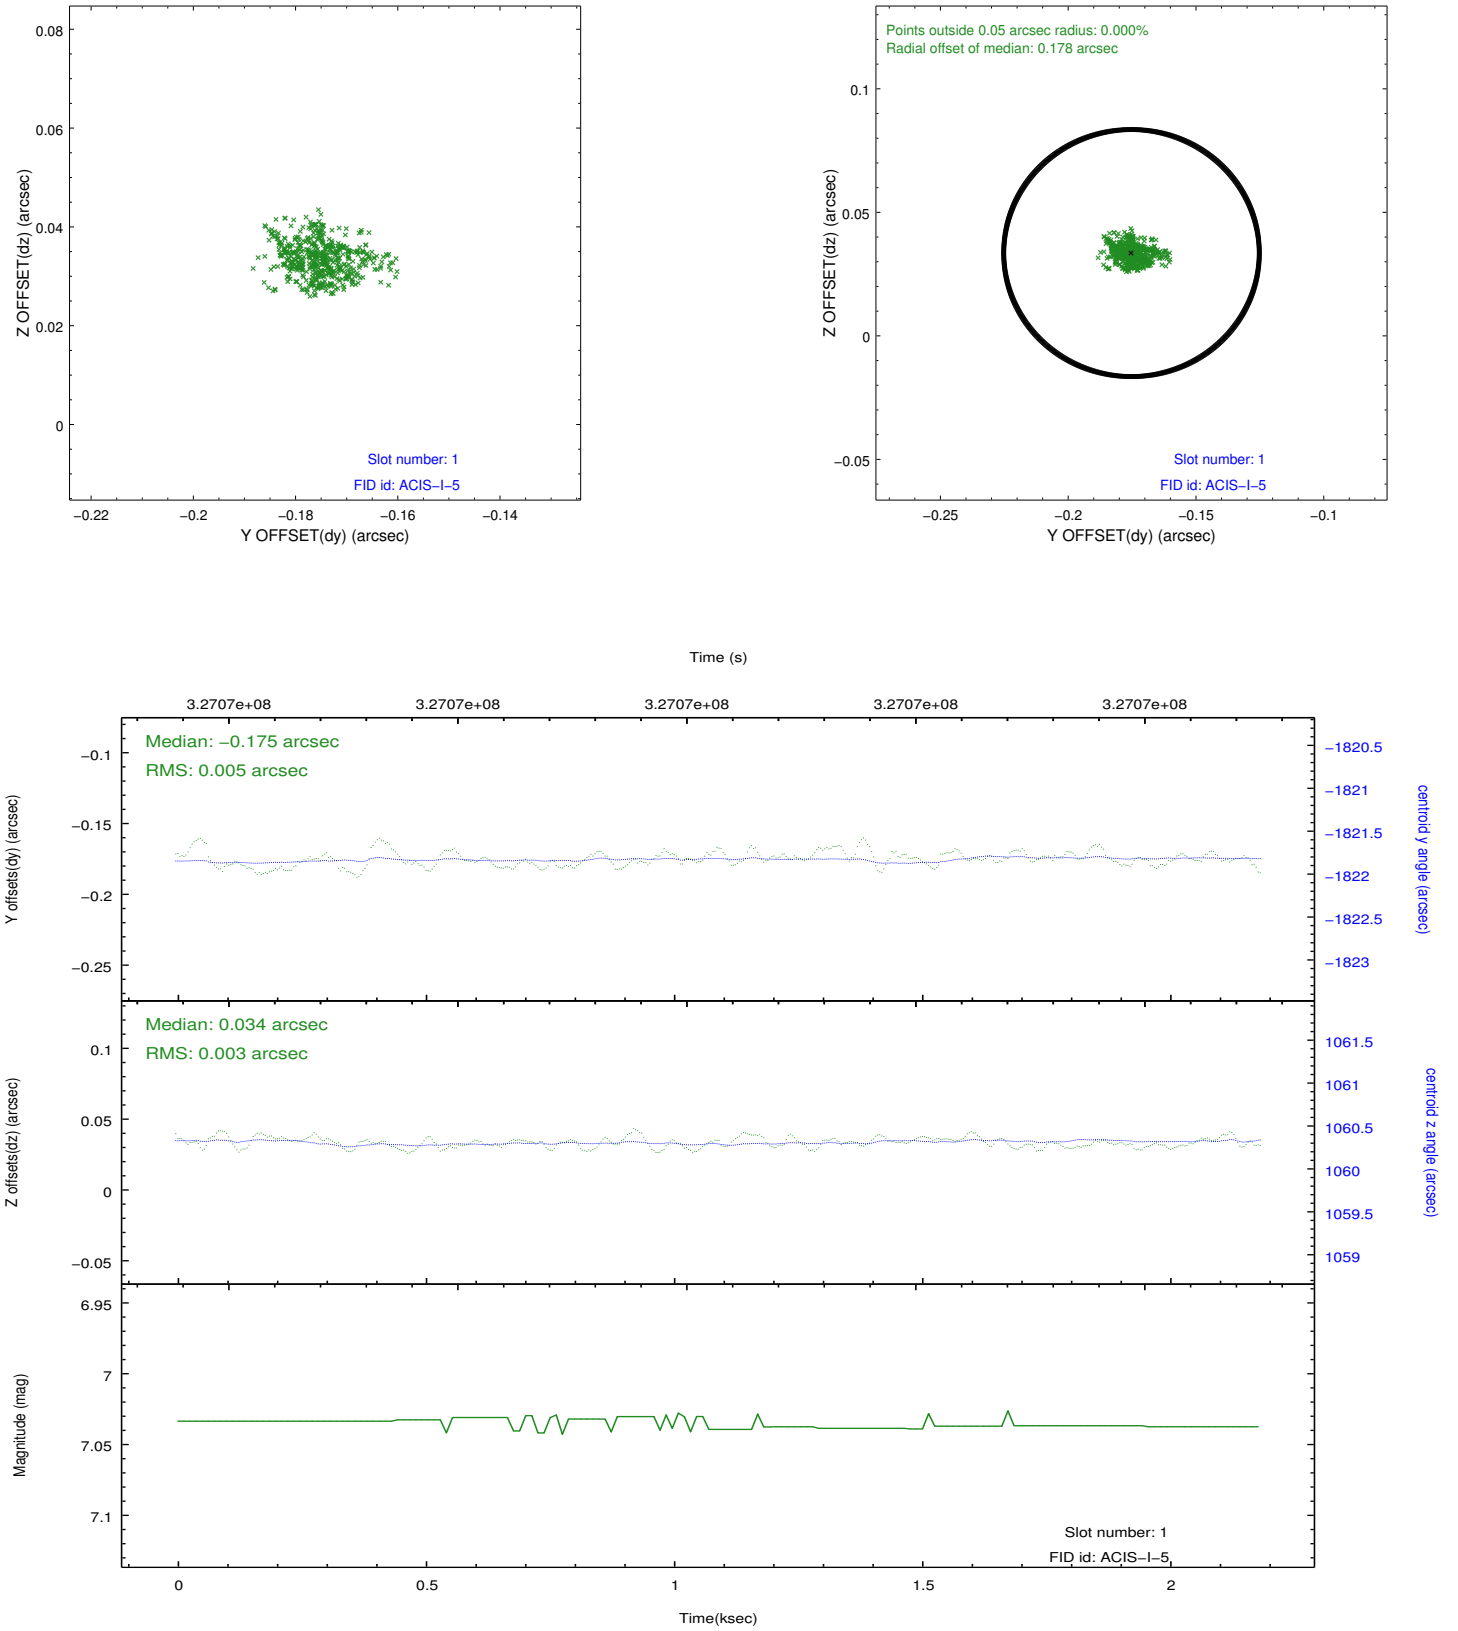 0.08
0.06
0.04
0.02
0
Z OFFSET(dz) (arcsec)
Slot number: 1
FID id: ACIS−I−5
−0.22 −0.2 −0.18 −0.16 −0.14
Y OFFSET(dy) (arcsec)
Points outside 0.05 arcsec radius: 0.000%
Radial offset of median: 0.178 arcsec
0.1
0.05
0
−0.05
Z OFFSET(dz) (arcsec)
Slot number: 1
FID id: ACIS−I−5
−0.25 −0.2 −0.15 −0.1
Y OFFSET(dy) (arcsec)
Time (s)
3.2707e+08 3.2707e+08 3.2707e+08 3.2707e+08 3.2707e+08
Median: −0.175 arcsec
RMS: 0.005 arcsec
−0.1
−0.15
−0.2
−0.25
Y offsets(dy) (arcsec)
−1820.5
−1821
−1821.5
−1822
−1822.5
−1823
centroid y angle (arcsec)
Median: 0.034 arcsec
RMS: 0.003 arcsec
0.1
0.05
0
−0.05
Z offsets(dz) (arcsec)
1061.5
1061
1060.5
1060
1059.5
1059
centroid z angle (arcsec)
6.95
7
7.05
7.1
Magnitude (mag)
Slot number: 1
FID id: ACIS−I−5
0 0.5 1 1.5 2
Time(ksec)